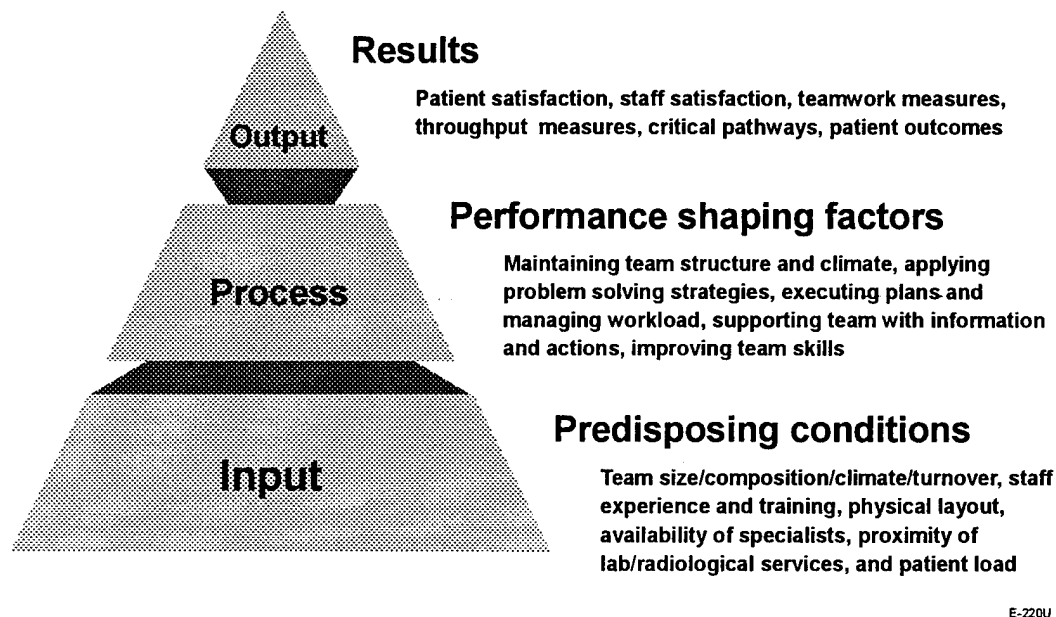 Results
Patient satisfaction, staff satisfaction, teamwork measures,
throughput measures, critical pathways, patient outcomes
Output
Performance shaping factors
Maintaining team structure and climate, applying
problem solving strategies, executing plans and
managing workload, supporting team with information
and actions, improving team skills
Process
Predisposing conditions
Team size/composition/climate/turnover, staff
experience and training, physical layout,
availability of specialists, proximity of
lab/radiological services, and patient load
Input
E-220U